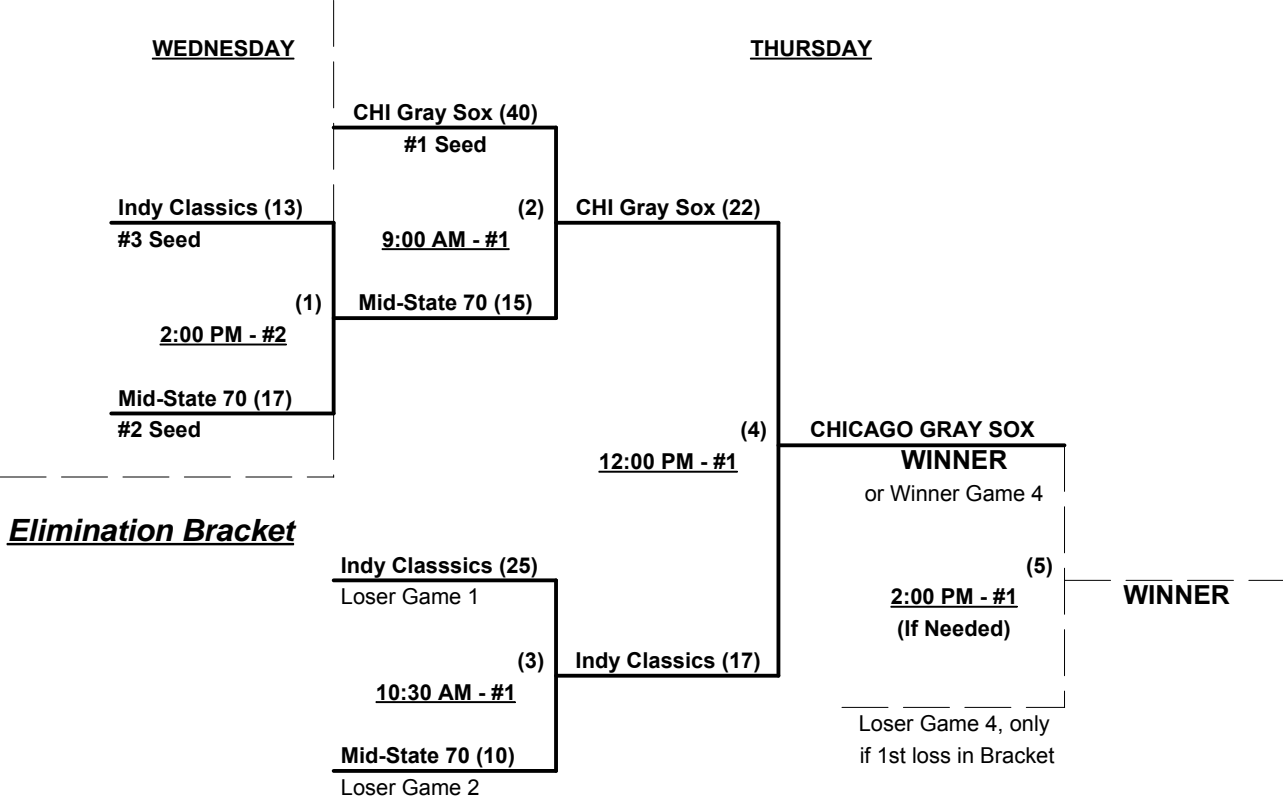 WEDNESDAY
THURSDAY
CHI Gray Sox (40)
#1 Seed
Indy Classics (13)
#3 Seed
(2)
9:00 AM - #1
CHI Gray Sox (22)
(1)
2:00 PM - #2
Mid-State 70 (15)
Mid-State 70 (17)
#2 Seed
(4)
12:00 PM - #1
CHICAGO GRAY SOX
WINNER
or Winner Game 4
Elimination Bracket
Indy Classsics (25)
Loser Game 1
(5)
2:00 PM - #1
(If Needed)
WINNER
(3)
10:30 AM - #1
Indy Classics (17)
Mid-State 70 (10)
Loser Game 2
Loser Game 4, only
if 1st loss in Bracket